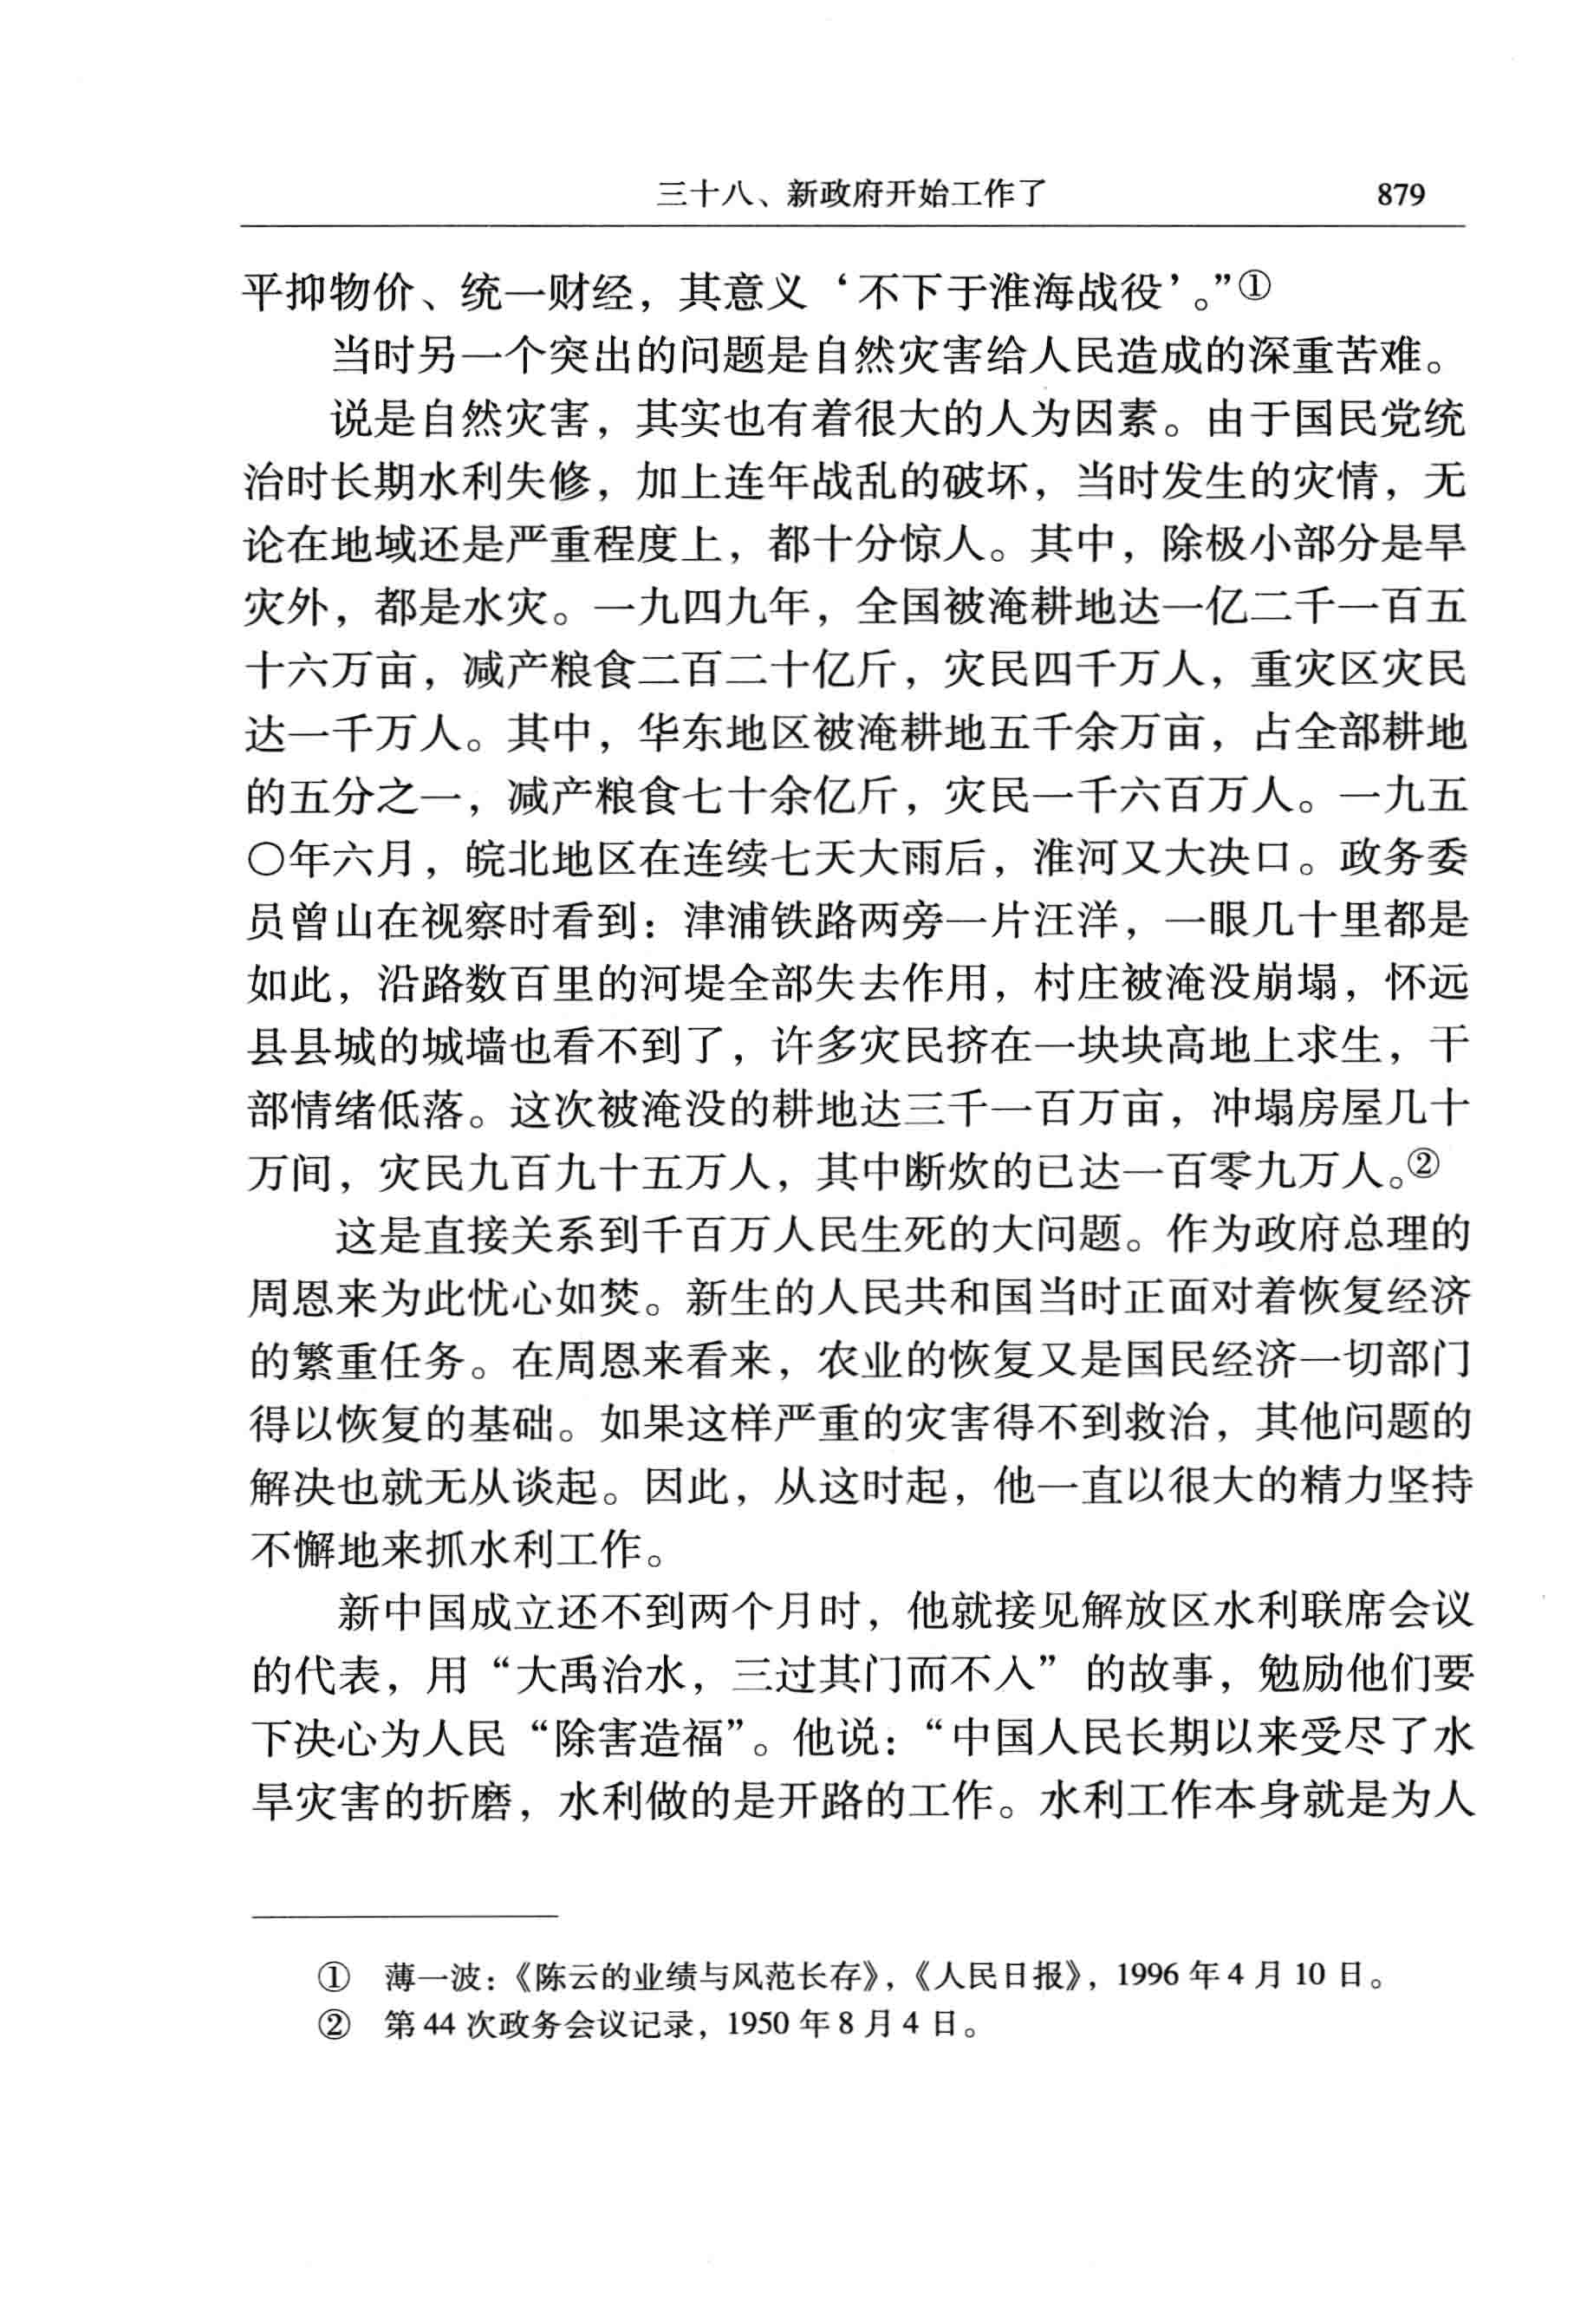 三十八、新政府开始工作了 879
平抑物价、统一财经，其意义‘不下于淮海战役’。”①
当时另一个突出的问题是自然灾害给人民造成的深重苦难。
说是自然灾害，其实也有着很大的人为因素。由于国民党统
治时长期水利失修，加上连年战乱的破坏，当时发生的灾情，无
论在地域还是严重程度上，都十分惊人。其中，除极小部分是旱
灾外，都是水灾。一九四九年，全国被淹耕地达一亿二千一百五
十六万亩，减产粮食二百二十亿斤，灾民四千万人，重灾区灾民
达一千万人。其中，华东地区被淹耕地五千余万亩，占全部耕地
的五分之一，减产粮食七十余亿斤，灾民一千六百万人。一九五
〇年六月，皖北地区在连续七天大雨后，淮河又大决口。政务委
员曾山在视察时看到：津浦铁路两旁一片汪洋，一眼几十里都是
如此，沿路数百里的河堤全部失去作用，村庄被淹没崩塌，怀远
县县城的城墙也看不到了，许多灾民挤在一块块高地上求生，干
部情绪低落。这次被淹没的耕地达三千一百万亩，冲塌房屋几十
万间，灾民九百九十五万人，其中断炊的已达一百零九万人。②
这是直接关系到千百万人民生死的大问题。作为政府总理的
周恩来为此忧心如焚。新生的人民共和国当时正面对着恢复经济
的繁重任务。在周恩来看来，农业的恢复又是国民经济一切部门
得以恢复的基础。如果这样严重的灾害得不到救治，其他问题的
解决也就无从谈起。因此，从这时起，他一直以很大的精力坚持
不懈地来抓水利工作。
新中国成立还不到两个月时，他就接见解放区水利联席会议
的代表，用“大禹治水，三过其门而不入”的故事，勉励他们要
下决心为人民“除害造福”。他说：“中国人民长期以来受尽了水
旱灾害的折磨，水利做的是开路的工作。水利工作本身就是为人
① 薄一波：《陈云的业绩与风范长存》，《人民日报》，1996 年 4 月 10 日。
② 第 44 次政务会议记录，1950 年 8 月 4 日。